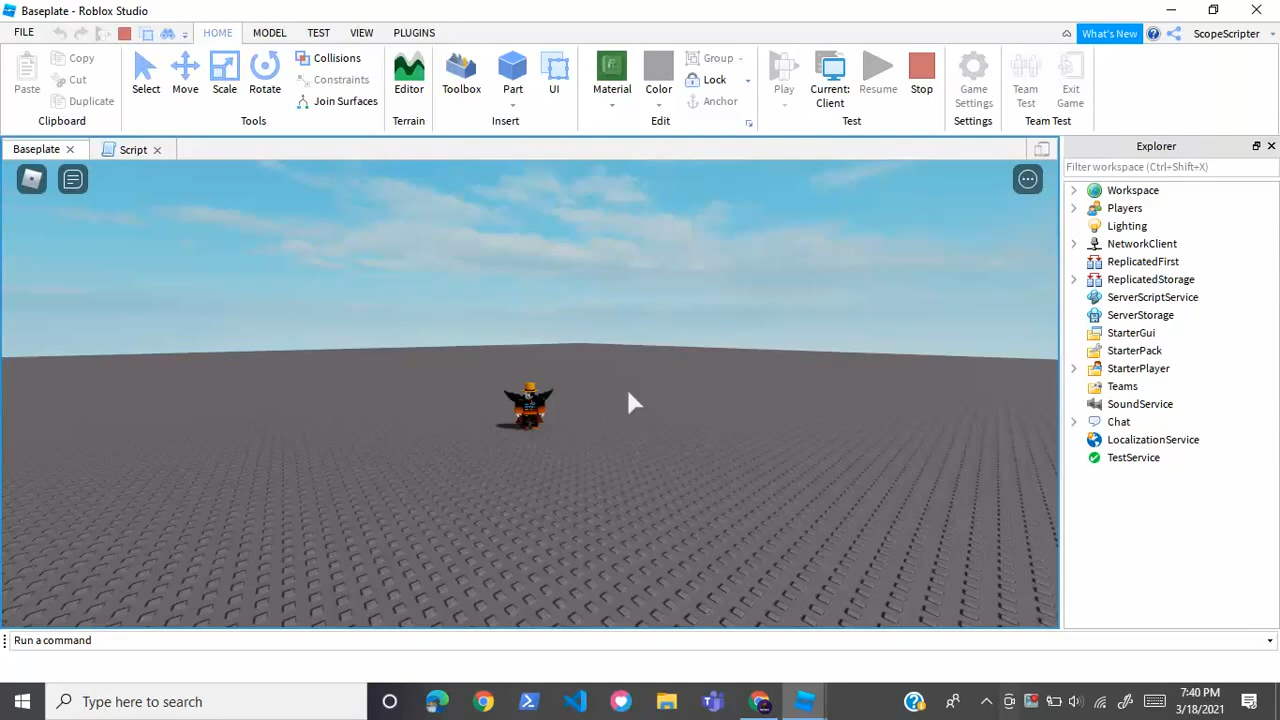 Baseplate - Roblox Studio
FILE HOME MODEL TEST VIEW PLUGINS What's New ScopeScripter
Paste Copy Cut Duplicate
Clipboard
Select Move Scale Rotate
Collisions
Constraints
Join Surfaces
Tools
Editor
Terrain
Toolbox Part UI
Insert
Material Color
Group
Lock
Anchor
Edit
Play Current: Client Resume Stop
Test
Game Settings
Settings
Team Test Exit Game
Team Test
Baseplate Script
Explorer
Filter workspace (Ctrl+Shift+X)
Workspace
Players
Lighting
NetworkClient
ReplicatedFirst
ReplicatedStorage
ServerScriptService
ServerStorage
StarterGui
StarterPack
StarterPlayer
Teams
SoundService
Chat
LocalizationService
TestService
Run a command
Type here to search
7:40 PM
3/18/2021